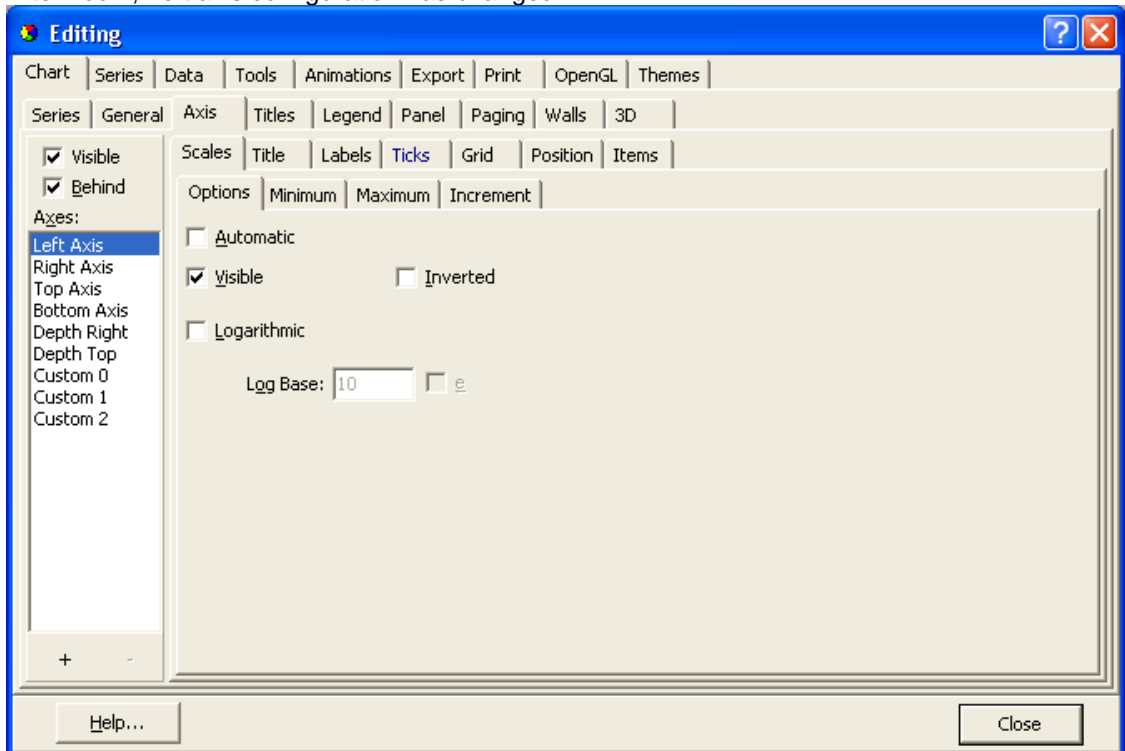 Editing
Chart Series Data Tools Animations Export Print OpenGL Themes
Series General Axis Titles Legend Panel Paging Walls 3D
Visible
Behind
Axes:
Left Axis
Right Axis
Top Axis
Bottom Axis
Depth Right
Depth Top
Custom 0
Custom 1
Custom 2
+ -
Scales Title Labels Ticks Grid Position Items
Options Minimum Maximum Increment
Automatic
Visible Inverted
Logarithmic
Log Base: 10 e
Help... Close